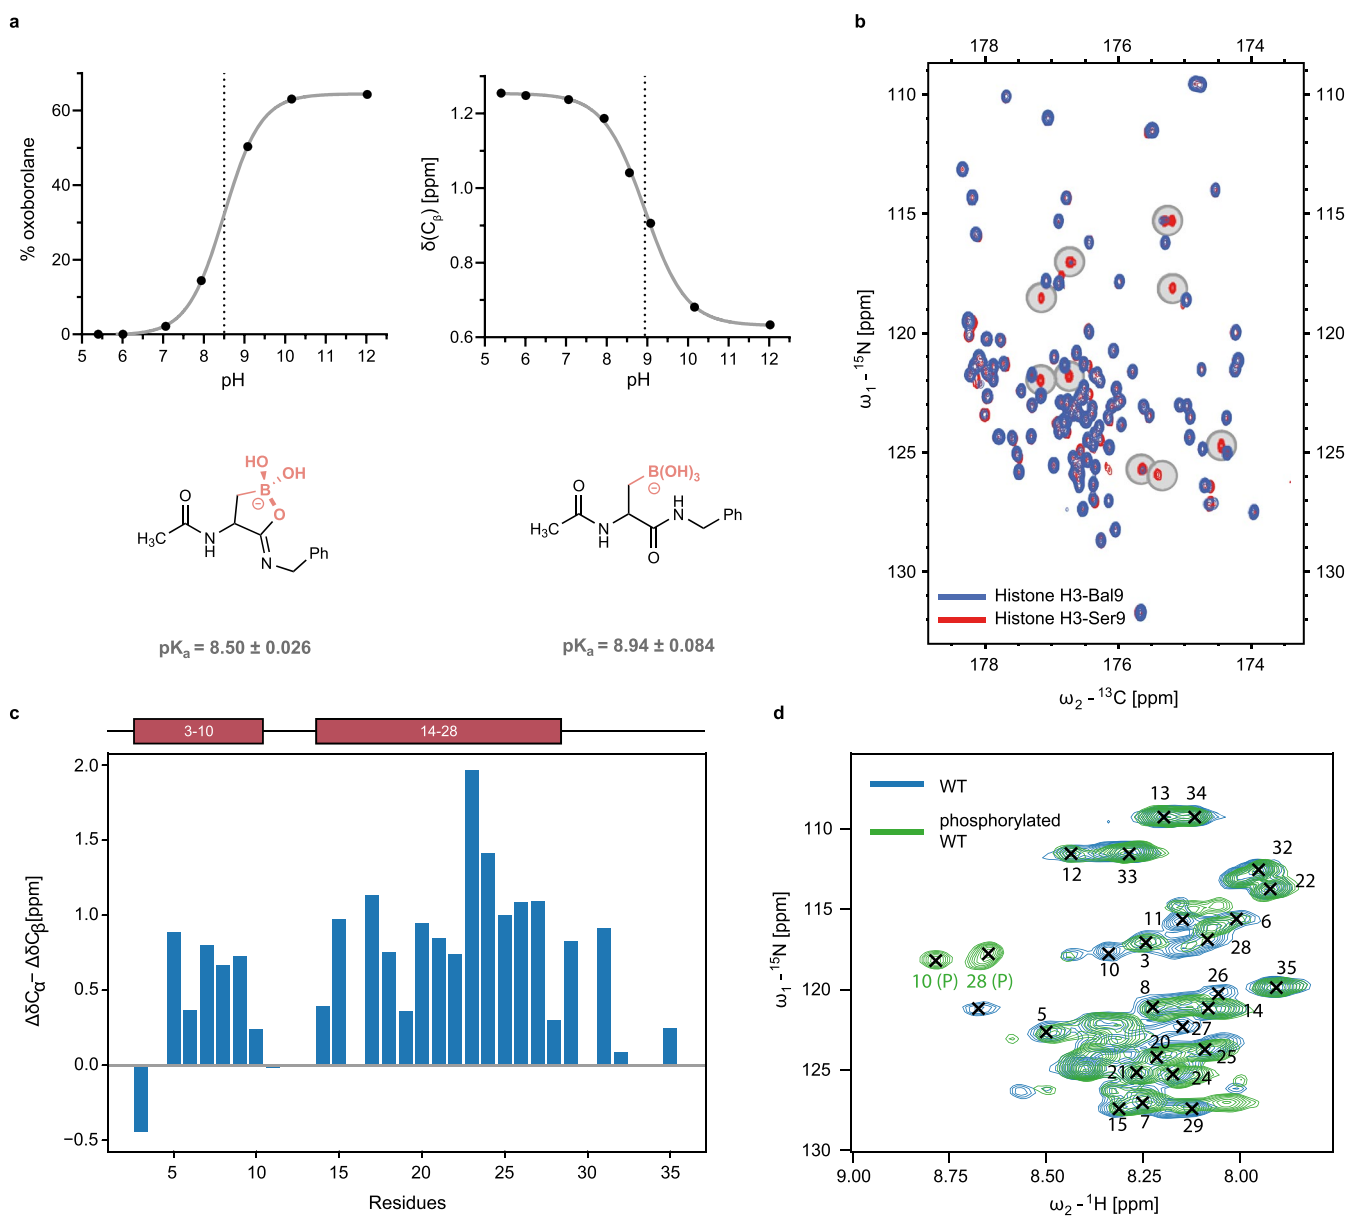 a
60
40
20
0
% oxoborolane
5 6 7 8 9 10 11 12
pH
1.2
1.0
0.8
0.6
δ(Cβ) [ppm]
5 6 7 8 9 10 11 12
pH
HO
OH
B
⊖
O
O
H3C
N
H
N
Ph
pKa = 8.50 ± 0.026
B(OH)3
⊖
O
H
N
Ph
H3C
N
H
O
pKa = 8.94 ± 0.084
b
178 176 174
110 110
115 115
120 120
125 125
130 130
ω1 - 15N [ppm]
Histone H3-Bal9
Histone H3-Ser9
178 176 174
ω2 - 13C [ppm]
c
3-10 14-28
2.0
1.5
1.0
0.5
0.0
−0.5
ΔδCα− ΔδCβ[ppm]
5 10 15 20 25 30 35
Residues
d
WT
phosphorylated
WT
110
115
120
125
130
ω1 - 15N [ppm]
13 34
12 33
32
22
11 6
10 3 28
10 (P) 28 (P)
26 35
8
14
5
27
20
25
21 24
15 7 29
9.00 8.75 8.50 8.25 8.00
ω2 - 1H [ppm]